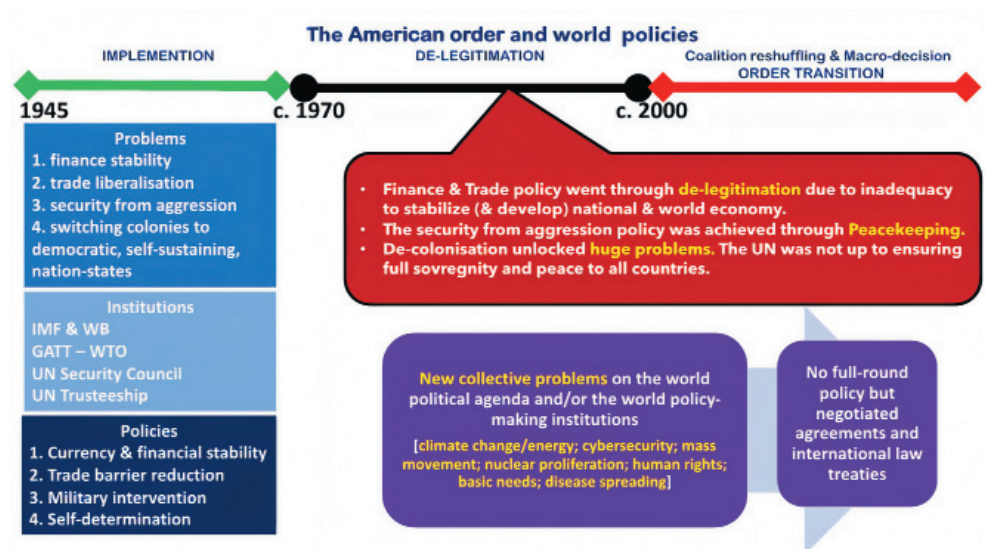 The American order and world policies
IMPLEMENTION
DE-LEGITIMATION
Coalition reshuffling & Macro-decision
ORDER TRANSITION
1945
c. 1970
c. 2000
Problems
1. finance stability
2. trade liberalisation
3. security from aggression
4. switching colonies to
democratic, self-sustaining,
nation-states
Institutions
IMF & WB
GATT – WTO
UN Security Council
UN Trusteeship
Policies
1. Currency & financial stability
2. Trade barrier reduction
3. Military intervention
4. Self-determination
• Finance & Trade policy went through de-legitimation due to inadequacy
to stabilize (& develop) national & world economy.
• The security from aggression policy was achieved through Peacekeeping.
• De-colonisation unlocked huge problems. The UN was not up to ensuring
full sovregnity and peace to all countries.
New collective problems on the world
political agenda and/or the world policy-
making institutions
[climate change/energy; cybersecurity; mass
movement; nuclear proliferation; human rights;
basic needs; disease spreading]
No full-round
policy but
negotiated
agreements and
international law
treaties